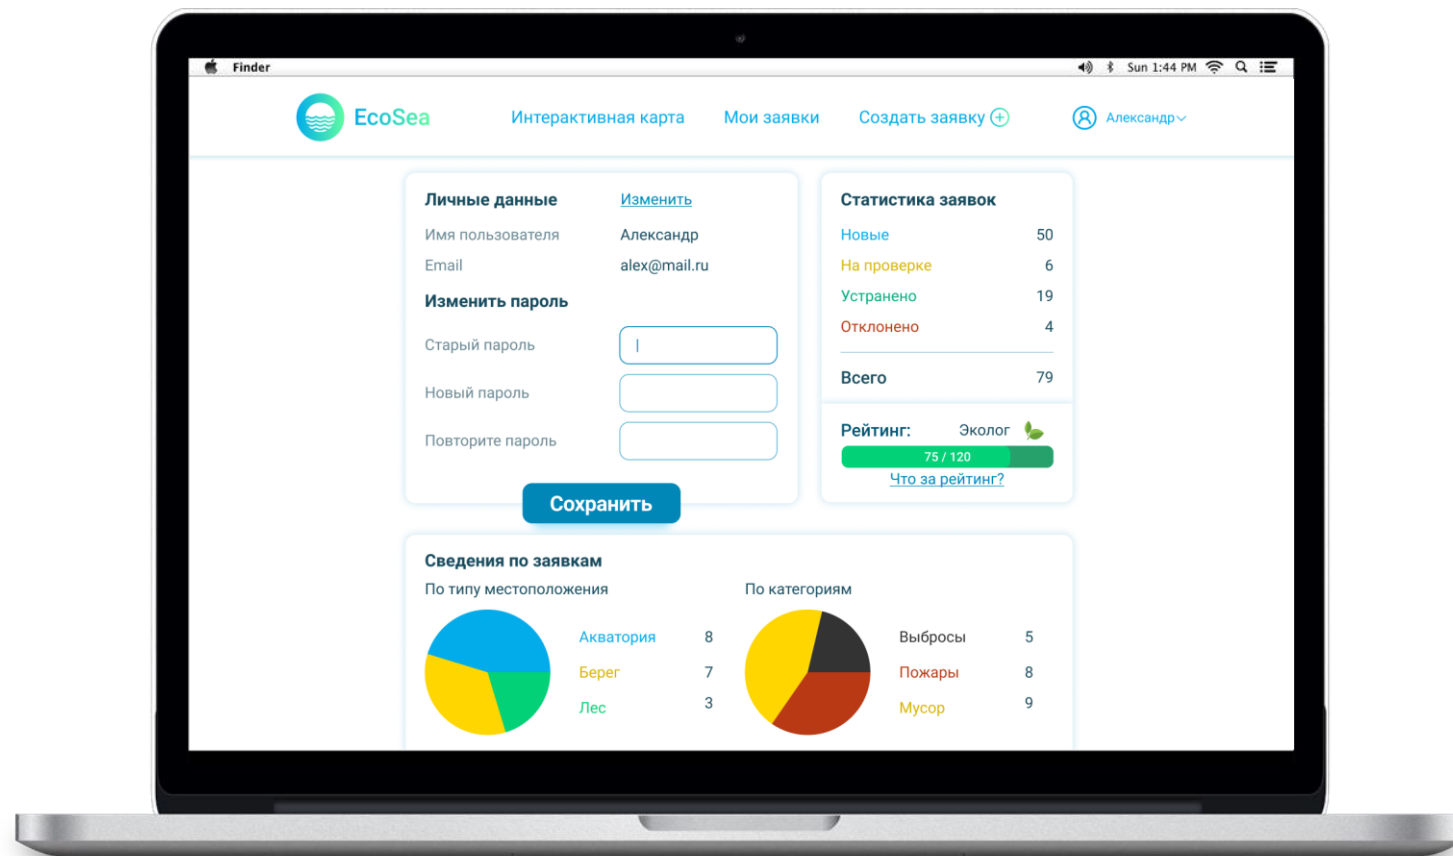 Finder
Sun 1:44 PM
EcoSea
Интерактивная карта
Мои заявки
Создать заявку
Александр
Личные данные
Изменить
Имя пользователя
Александр
Email
alex@mail.ru
Изменить пароль
Старый пароль
Новый пароль
Повторите пароль
Сохранить
Статистика заявок
Новые 50
На проверке 6
Устранено 19
Отклонено 4
Всего 79
Рейтинг: Эколог
75 / 120
Что за рейтинг?
Сведения по заявкам
По типу местоположения
Акватория 8
Берег 7
Лес 3
По категориям
Выбросы 5
Пожары 8
Мусор 9